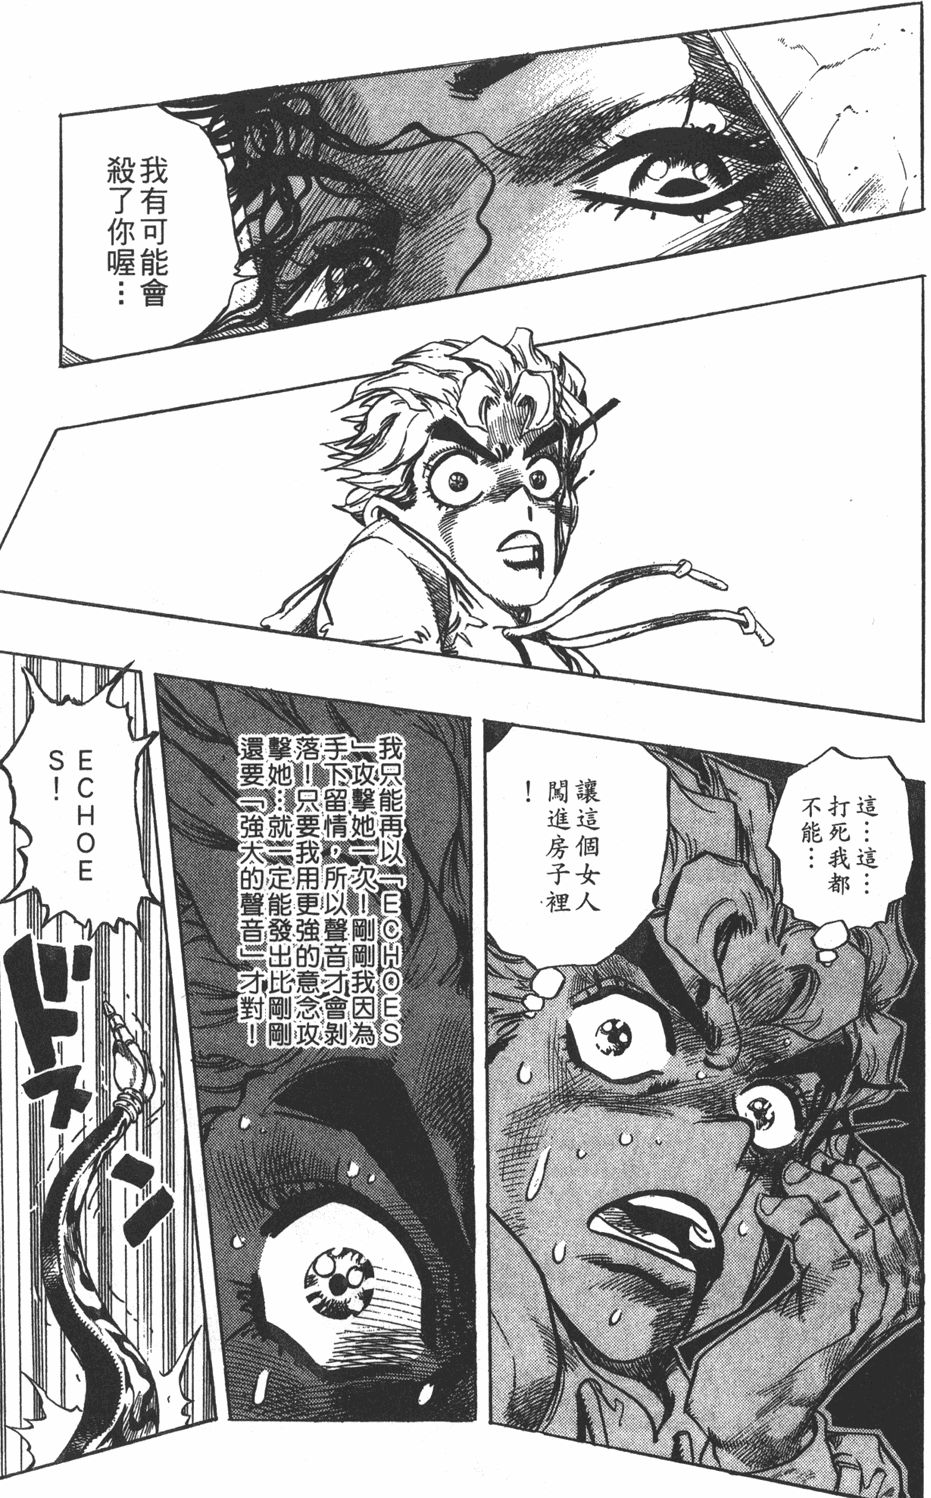 我有可能會
殺了你喔…
這…這…
打死我都
不能…
讓這個女人
闖進房子裡
！
我只能再以「ECHOES
」攻擊她一次！剛剛我因為
手下留情，所以聲音才會剝
落！只要我用更強的意念攻
擊她…就一定能發出比剛剛
還要「強大的聲音」才對！
ECHOE
S！
ドドン